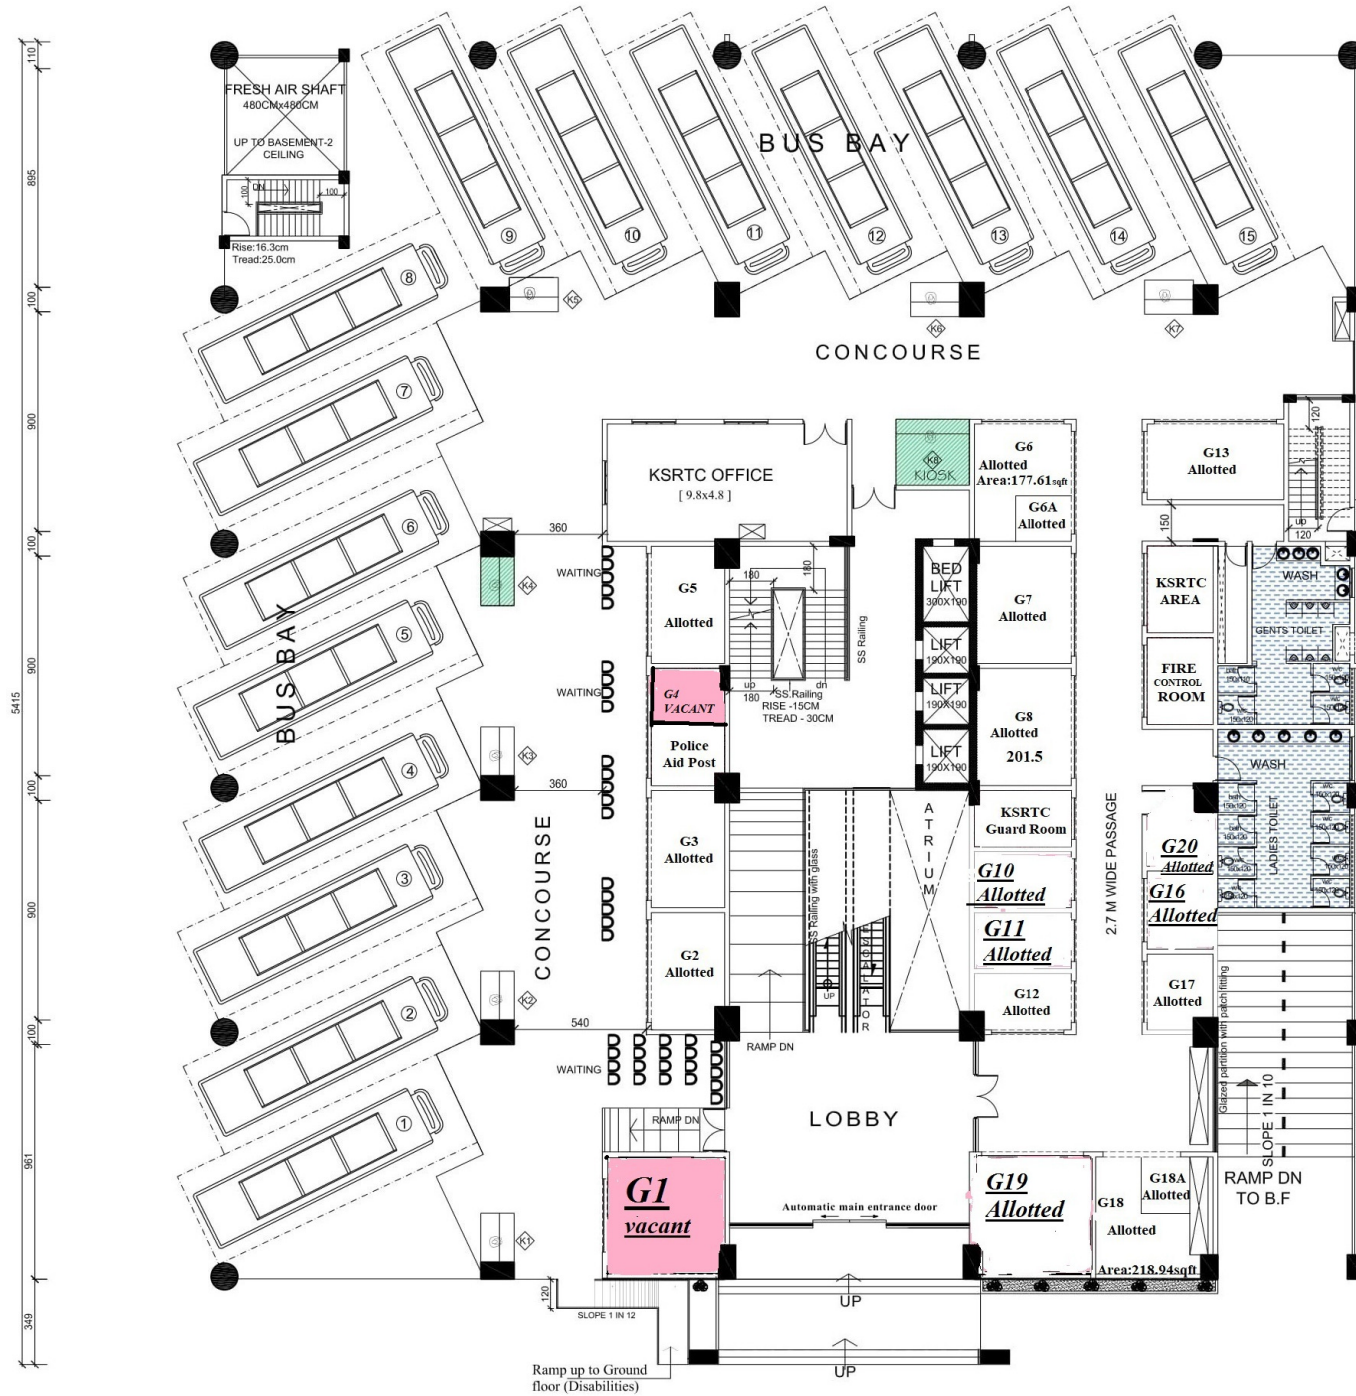 110
895
100
900
100
900
5415
100
900
100
961
349
FRESH AIR SHAFT
480CMx480CM
UP TO BASEMENT-2
CEILING
DN
100
100
Rise:16.3cm
Tread:25.0cm
BUS BAY
9
10
11
12
13
14
15
8
7
6
5
4
3
2
1
BUS BAY
K5
K6
K7
CONCOURSE
KSRTC OFFICE
[ 9.8x4.8 ]
K8
KIOSK
G6
Allotted
Area:177.61sqft
G6A
Allotted
G13
Allotted
120
up
120
150
360
K4
WAITING
G5
Allotted
180
180
SS Railing
up
180
dn
SS.Railing
RISE -15CM
TREAD - 30CM
BED
LIFT
300X190
LIFT
190X190
LIFT
190X190
LIFT
190X190
G7
Allotted
KSRTC
AREA
WASH
GENTS TOILET
FIRE
CONTROL
ROOM
WAITING
G4
VACANT
G8
Allotted
201.5
Police
Aid Post
K3
360
WASH
LADIES TOILET
CONCOURSE
G3
Allotted
SS Railing with glass
ATRIUM
KSRTC
Guard Room
2.7 M WIDE PASSAGE
G10
Allotted
G20
Allotted
G16
Allotted
G11
Allotted
G2
Allotted
UP
ESCALATOR
G12
Allotted
G17
Allotted
K2
540
RAMP DN
WAITING
RAMP DN
LOBBY
Glazed partition with patch fitting
SLOPE 1 IN 10
RAMP DN
TO B.F
G1
vacant
Automatic main entrance door
G19
Allotted
G18
Allotted
Area:218.94sqft
G18A
Allotted
K1
120
SLOPE 1 IN 12
UP
UP
Ramp up to Ground
floor (Disabilities)